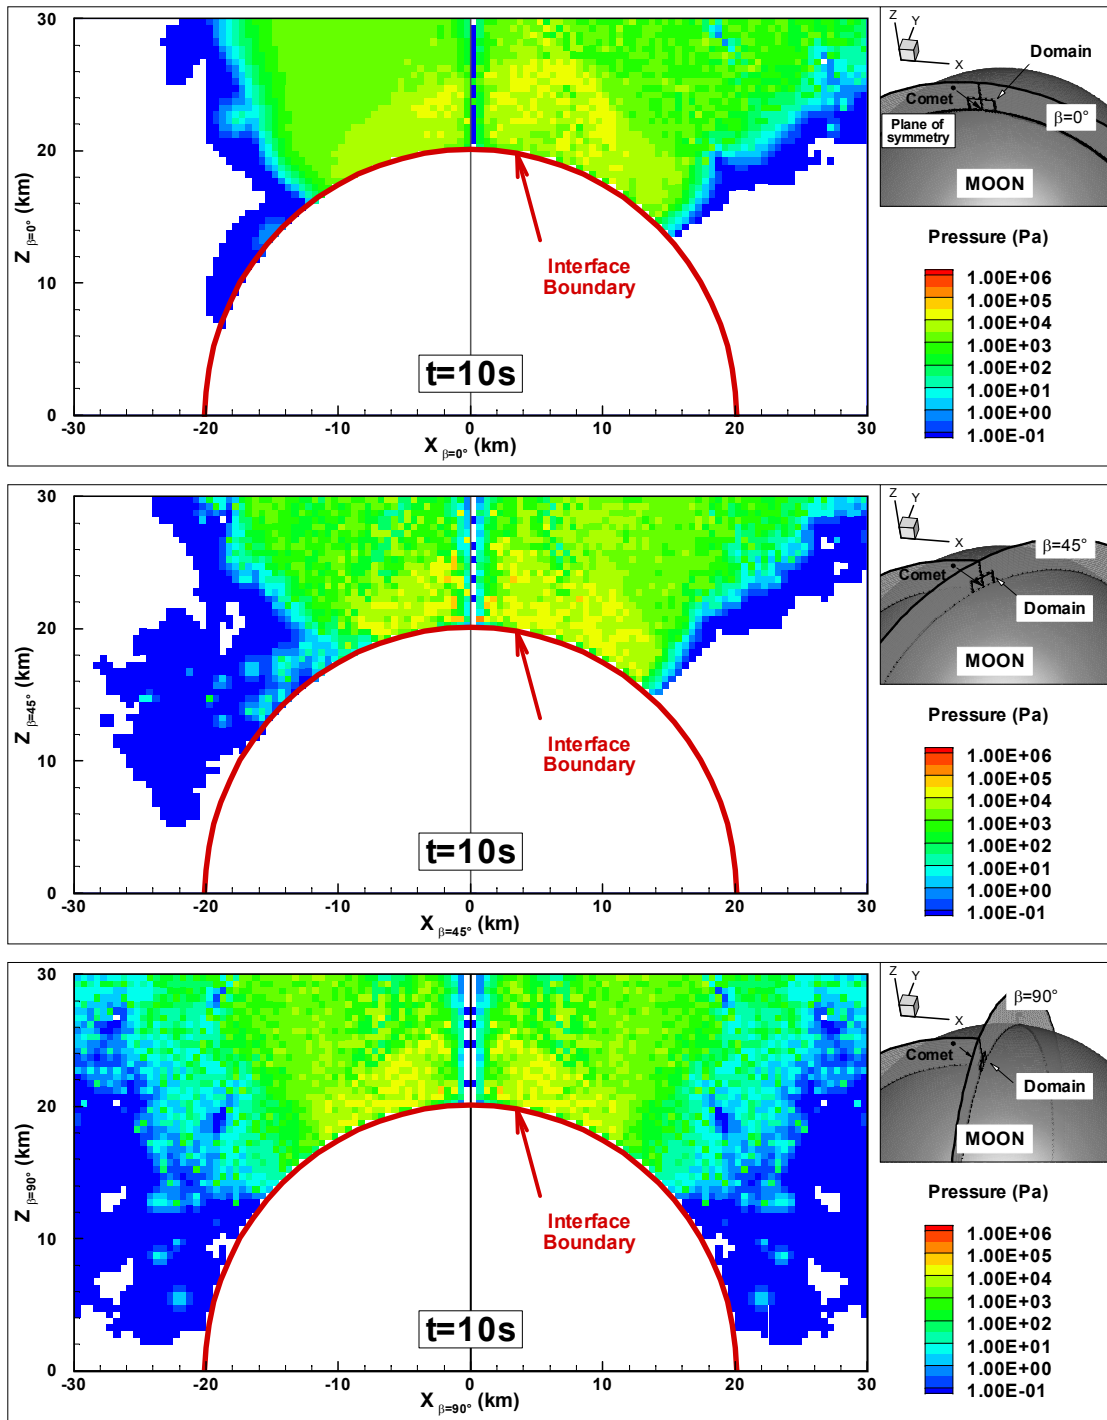 30
20
10
0
Z β=0° (km)
-30 -20 -10 0 10 20 30
X β=0° (km)
Interface
Boundary
t=10s
Z
Y
X
Domain
Comet
β=0°
Plane of
symmetry
MOON
Pressure (Pa)
1.00E+06
1.00E+05
1.00E+04
1.00E+03
1.00E+02
1.00E+01
1.00E+00
1.00E-01
30
20
10
0
Z β=45° (km)
-30 -20 -10 0 10 20 30
X β=45° (km)
Interface
Boundary
t=10s
Z
Y
X
β=45°
Comet
Domain
MOON
Pressure (Pa)
1.00E+06
1.00E+05
1.00E+04
1.00E+03
1.00E+02
1.00E+01
1.00E+00
1.00E-01
30
20
10
0
Z β=90° (km)
-30 -20 -10 0 10 20 30
X β=90° (km)
Interface
Boundary
t=10s
Z
Y
X
β=90°
Comet
Domain
MOON
Pressure (Pa)
1.00E+06
1.00E+05
1.00E+04
1.00E+03
1.00E+02
1.00E+01
1.00E+00
1.00E-01